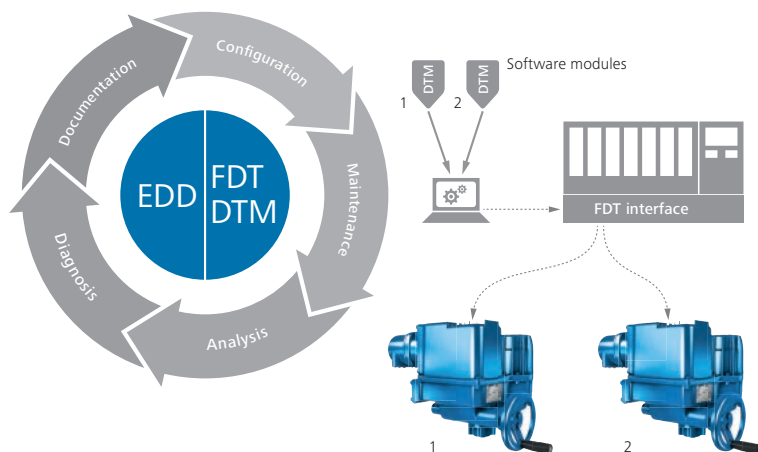 Configuration
Maintenance
Analysis
Diagnosis
Documentation
EDD
FDT
DTM
DTM
1
DTM
2
Software modules
FDT interface
1
2